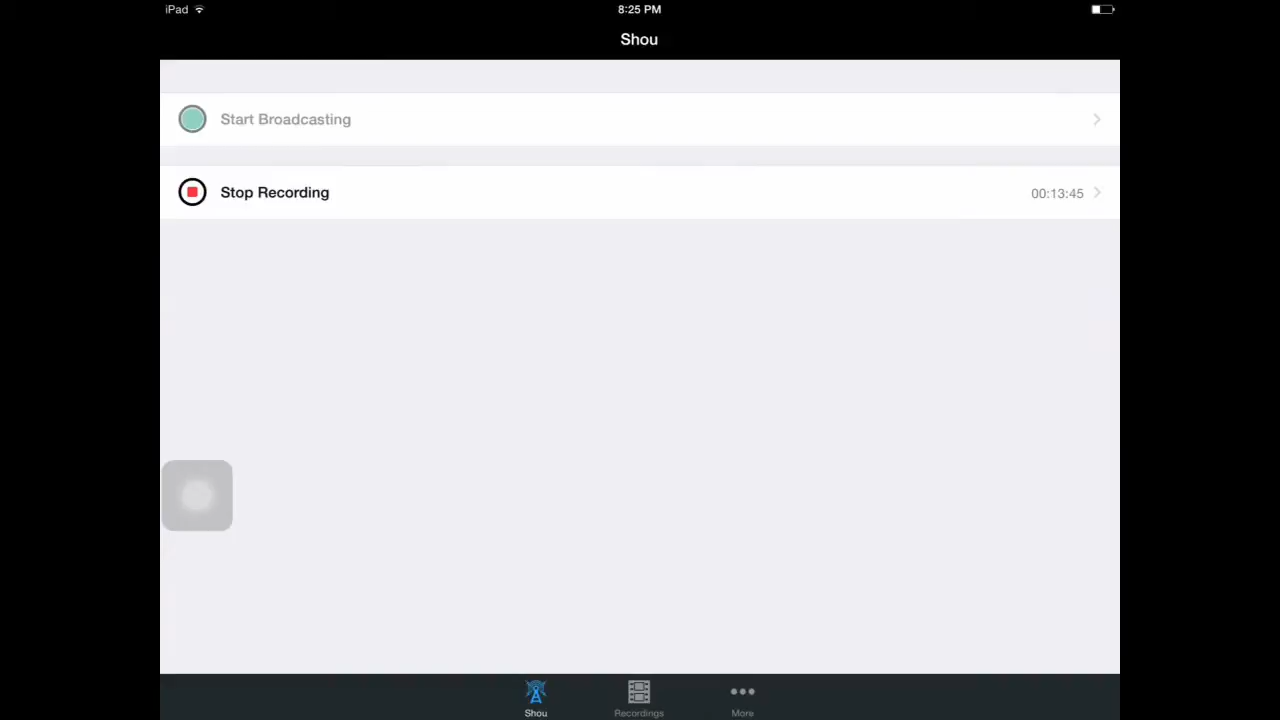 iPad 8:25 PM
Shou
Start Broadcasting
Stop Recording 00:13:45
Shou Recordings More